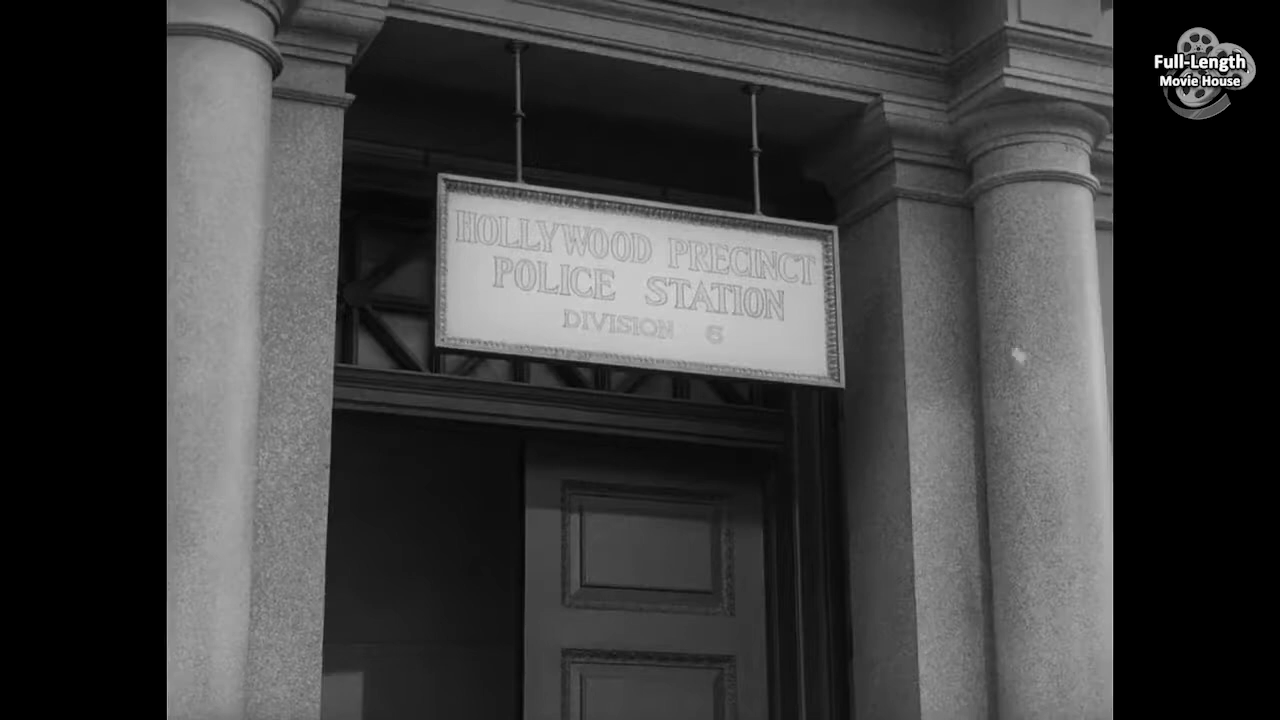 Full-Length
Movie House
HOLLYWOOD PRECINCT
POLICE STATION
DIVISION 6